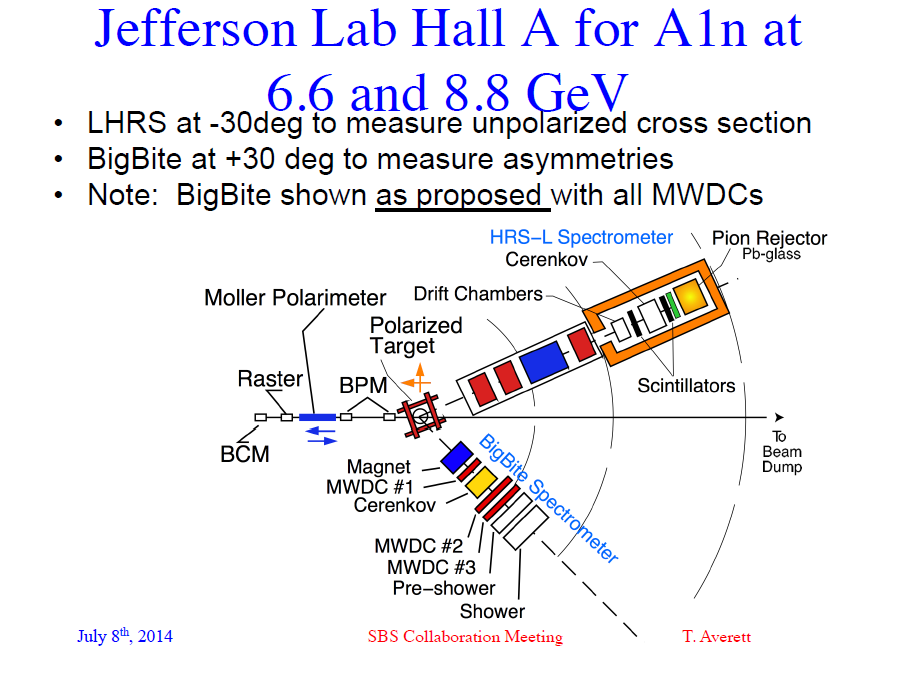 Jefferson Lab Hall A for A1n at
6.6 and 8.8 GeV
• LHRS at -30deg to measure unpolarized cross section
• BigBite at +30 deg to measure asymmetries
• Note:  BigBite shown as proposed with all MWDCs
HRS-L Spectrometer
Pion Rejector
Pb-glass
Cerenkov
Drift Chambers
Moller Polarimeter
Polarized
Target
Raster
BPM
Scintillators
BCM
To
Beam
Dump
BigBite Spectrometer
Magnet
MWDC #1
Cerenkov
MWDC #2
MWDC #3
Pre-shower
Shower
July 8th, 2014
SBS Collaboration Meeting
T. Averett